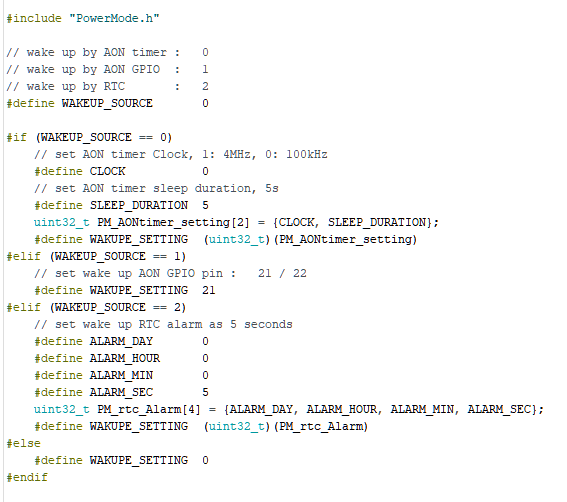 #include "PowerMode.h"

// wake up by AON timer :   0
// wake up by AON GPIO  :   1
// wake up by RTC       :   2
#define WAKEUP_SOURCE       0

#if (WAKEUP_SOURCE == 0)
    // set AON timer Clock, 1: 4MHz, 0: 100kHz
    #define CLOCK           0
    // set AON timer sleep duration, 5s
    #define SLEEP_DURATION  5
    uint32_t PM_AONtimer_setting[2] = {CLOCK, SLEEP_DURATION};
    #define WAKUPE_SETTING  (uint32_t)(PM_AONtimer_setting)
#elif (WAKEUP_SOURCE == 1)
    // set wake up AON GPIO pin :   21 / 22
    #define WAKUPE_SETTING  21
#elif (WAKEUP_SOURCE == 2)
    // set wake up RTC alarm as 5 seconds
    #define ALARM_DAY       0
    #define ALARM_HOUR      0
    #define ALARM_MIN       0
    #define ALARM_SEC       5
    uint32_t PM_rtc_Alarm[4] = {ALARM_DAY, ALARM_HOUR, ALARM_MIN, ALARM_SEC};
    #define WAKUPE_SETTING  (uint32_t)(PM_rtc_Alarm)
#else
    #define WAKUPE_SETTING  0
#endif